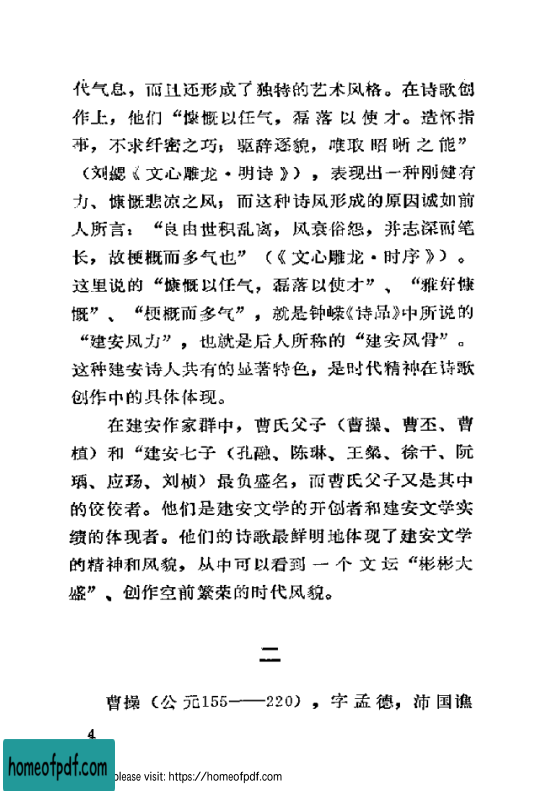 代气息，而且还形成了独特的艺术风格。在诗歌创
作上，他们“慷慨以任气，磊落以使才。造怀指
事，不求纤密之巧；驱辞逐貌，唯取昭晰之能”
（刘勰《文心雕龙·明诗》），表现出一种刚健有
力、慷慨悲凉之风；而这种诗风形成的原因诚如前
人所言：“良由世积乱离，风衰俗怨，并志深而笔
长，故梗概而多气也”（《文心雕龙·时序》）。
这里说的“慷慨以任气，磊落以使才”、“雅好慷
慨”、“梗概而多气”，就是钟嵘《诗品》中所说的
“建安风力”，也就是后人所称的“建安风骨”。
这种建安诗人共有的显著特色，是时代精神在诗歌
创作中的具体体现。
在建安作家群中，曹氏父子（曹操、曹丕、曹
植）和“建安七子（孔融、陈琳、王粲、徐干、阮
瑀、应玚、刘桢）最负盛名，而曹氏父子又是其中
的佼佼者。他们是建安文学的开创者和建安文学实
绩的体现者。他们的诗歌最鲜明地体现了建安文学
的精神和风貌，从中可以看到一个文坛“彬彬大
盛”、创作空前繁荣的时代风貌。
二
曹操（公元155——220），字孟德，沛国谯
4
homeofpdf.com
please visit: https://homeofpdf.com